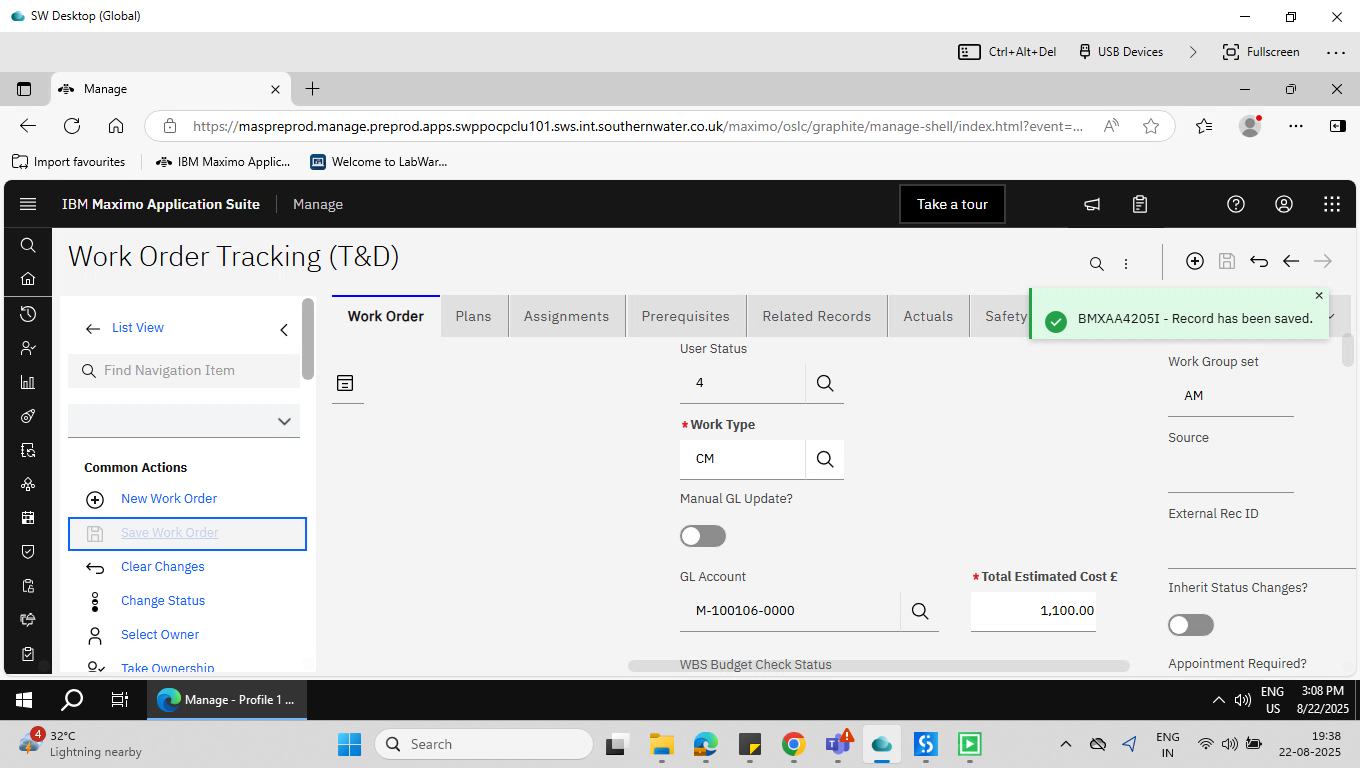 SW Desktop (Global)
Ctrl+Alt+Del
USB Devices
Fullscreen
Manage
https://maspreprod.manage.preprod.apps.swppocpclu101.sws.int.southernwater.co.uk/maximo/oslc/graphite/manage-shell/index.html?event=...
Import favourites
IBM Maximo Applic...
Welcome to LabWar...
IBM Maximo Application Suite
Manage
Take a tour
Work Order Tracking (T&D)
List View
Find Navigation Item
Common Actions
New Work Order
Save Work Order
Clear Changes
Change Status
Select Owner
Take Ownership
Work Order
Plans
Assignments
Prerequisites
Related Records
Actuals
Safety
BMXAA4205I - Record has been saved.
User Status
4
* Work Type
CM
Manual GL Update?
GL Account
M-100106-0000
* Total Estimated Cost £
1,100.00
WBS Budget Check Status
Work Group set
AM
Source
External Rec ID
Inherit Status Changes?
Appointment Required?
Manage - Profile 1 ...
ENG
US
3:08 PM
8/22/2025
4
32°C
Lightning nearby
Search
ENG
IN
19:38
22-08-2025